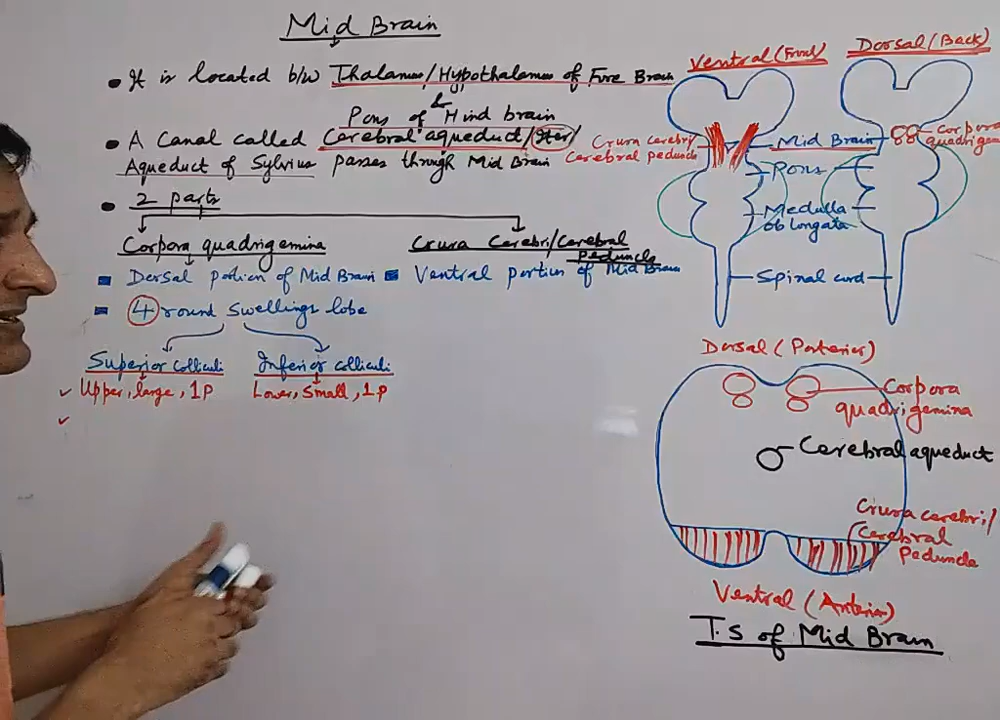 Mid Brain
It is located b/w Thalamus/Hypothalamus of Fore Brain
&
Pons of Hind brain
A Canal called Cerebral aqueduct/Iter/
Aqueduct of Sylvius passes through Mid Brain
2 parts
Corpora quadrigemina
Dorsal portion of Mid Brain
4 round swellings lobe
Superior colliculi
Upper, large, 1P
Inferior colliculi
Lower, Small, 1P
Crura Cerebri/Cerebral
Peduncle
Ventral portion of Mid Brain
Ventral (Front)
Dorsal/(Back)
Crura cerebri/
Cerebral peduncle
Mid Brain
Corpora
quadrigemina
Pons
Medulla
oblongata
Spinal cord
Dorsal (Posterior)
Corpora
quadrigemina
Cerebral aqueduct
Crura cerebri/
Cerebral
Peduncle
Ventral (Anterior)
T.S of Mid Brain